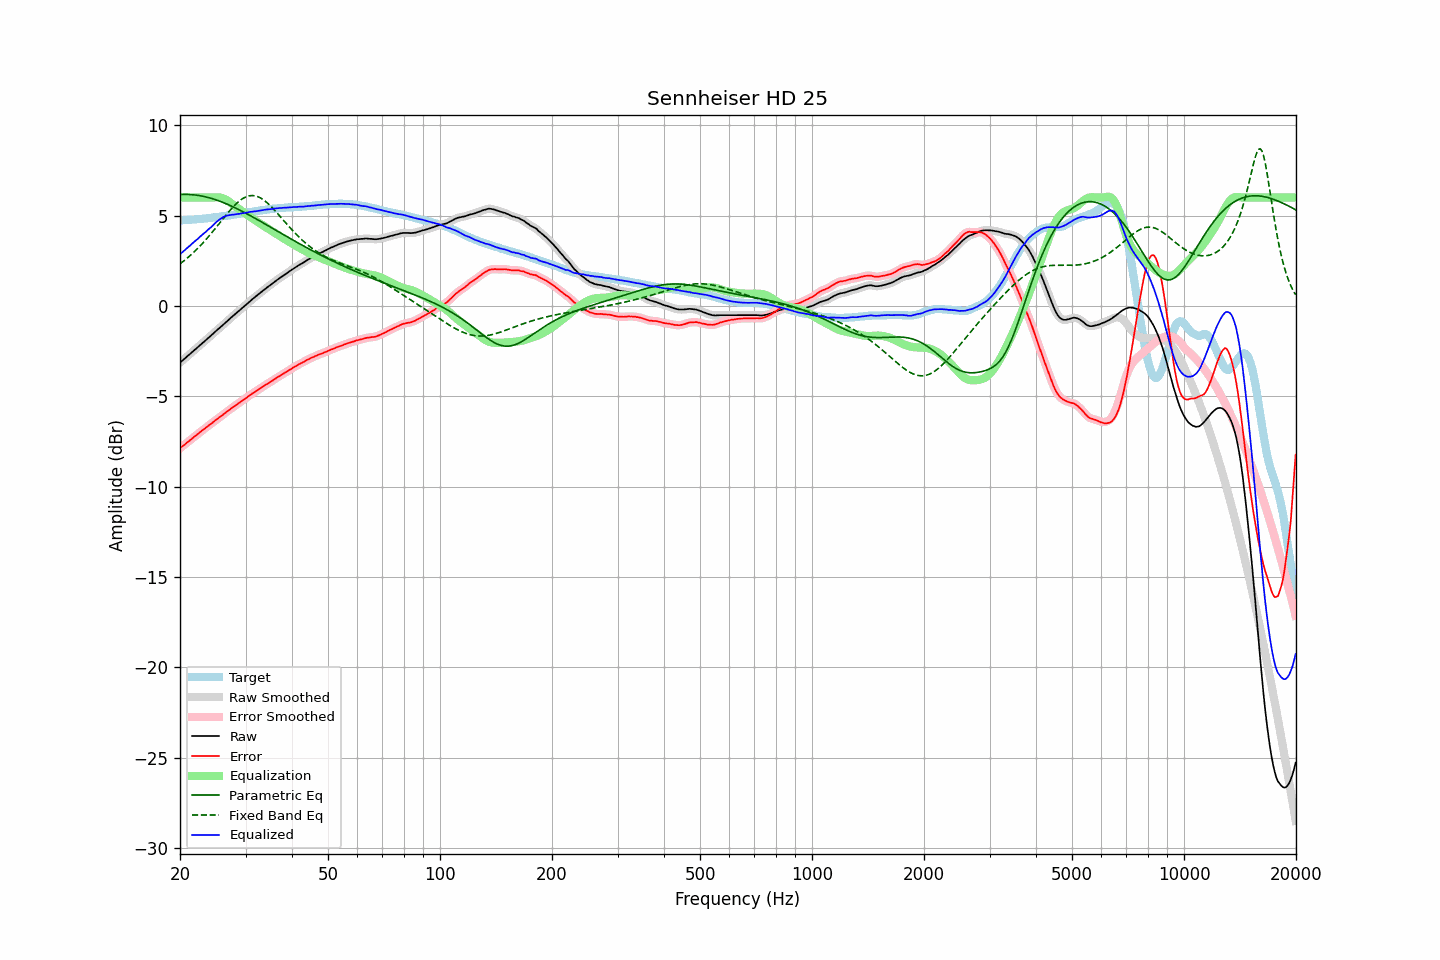 Sennheiser HD 25
Amplitude (dBr)
10
5
0
−5
−10
−15
−20
−25
−30
Target
Raw Smoothed
Error Smoothed
Raw
Error
Equalization
Parametric Eq
Fixed Band Eq
Equalized
20 50 100 200 500 1000 2000 5000 10000 20000
Frequency (Hz)